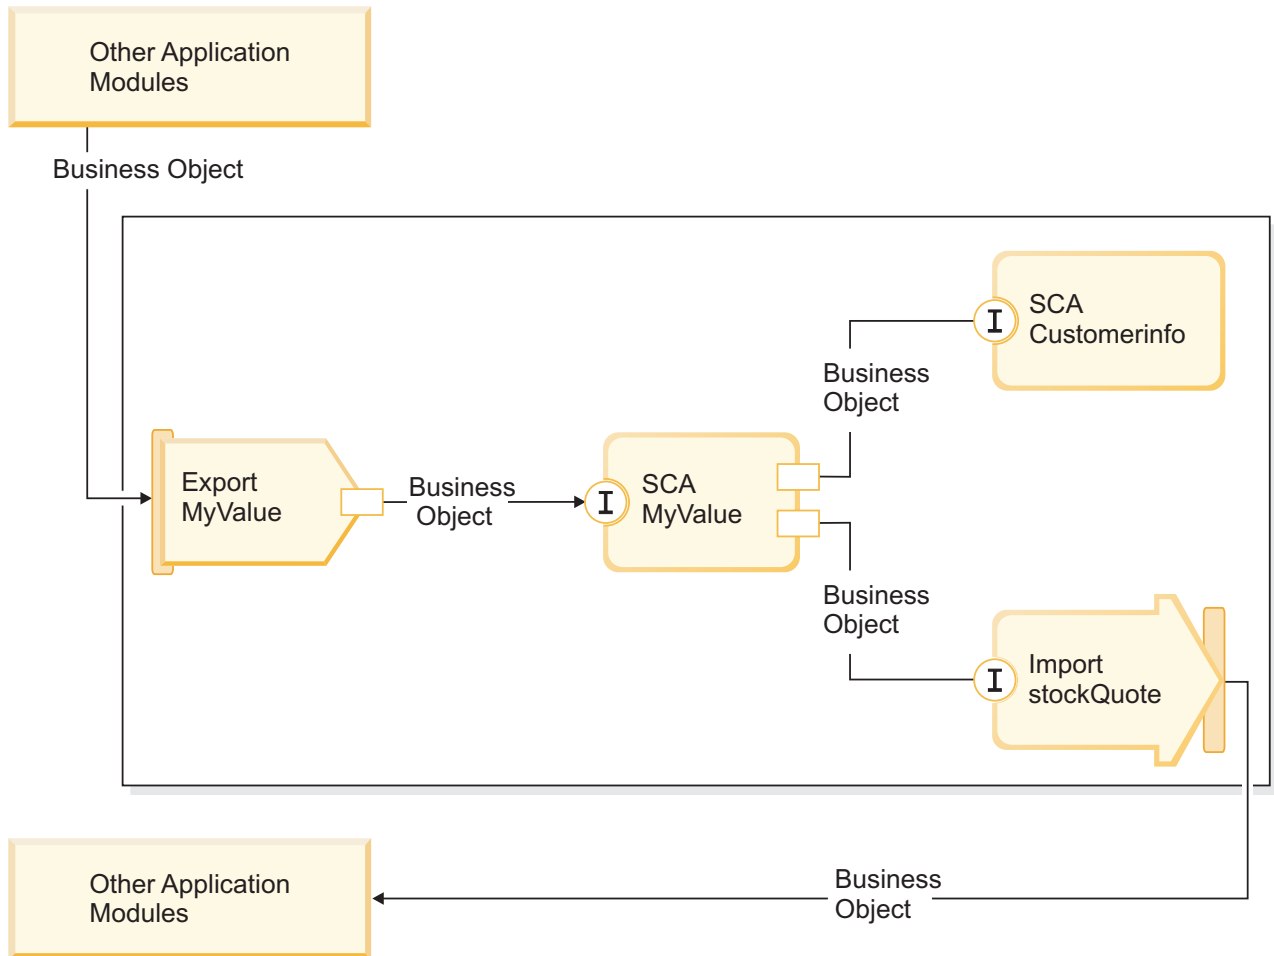 Other Application
Modules
Business Object
SCA
Customerinfo
Business
Object
Export
MyValue
Business
Object
I
SCA
MyValue
I
Business
Object
I
Import
stockQuote
Other Application
Modules
Business
Object
I